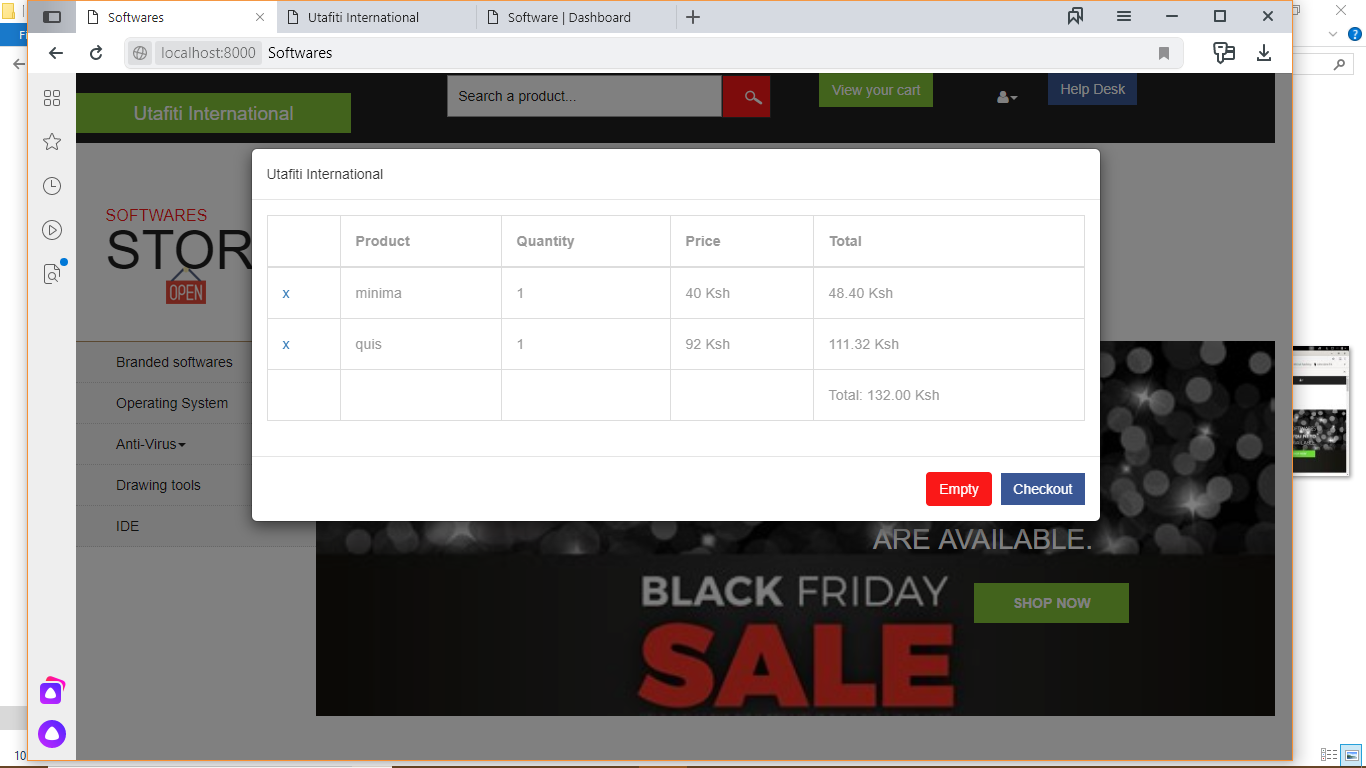 Softwares
Utafiti International
Software | Dashboard
localhost:8000 Softwares
Utafiti International
Search a product...
View your cart
Help Desk
Utafiti International
SOFTWARES
STOR
OPEN
Product Quantity Price Total
x minima 1 40 Ksh 48.40 Ksh
x quis 1 92 Ksh 111.32 Ksh
Total: 132.00 Ksh
Empty Checkout
Branded softwares
Operating System
Anti-Virus
Drawing tools
IDE
ARE AVAILABLE.
BLACK FRIDAY
SALE
SHOP NOW
10